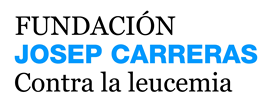 FUNDACIÓN
JOSEP CARRERAS
Contra la leucemia